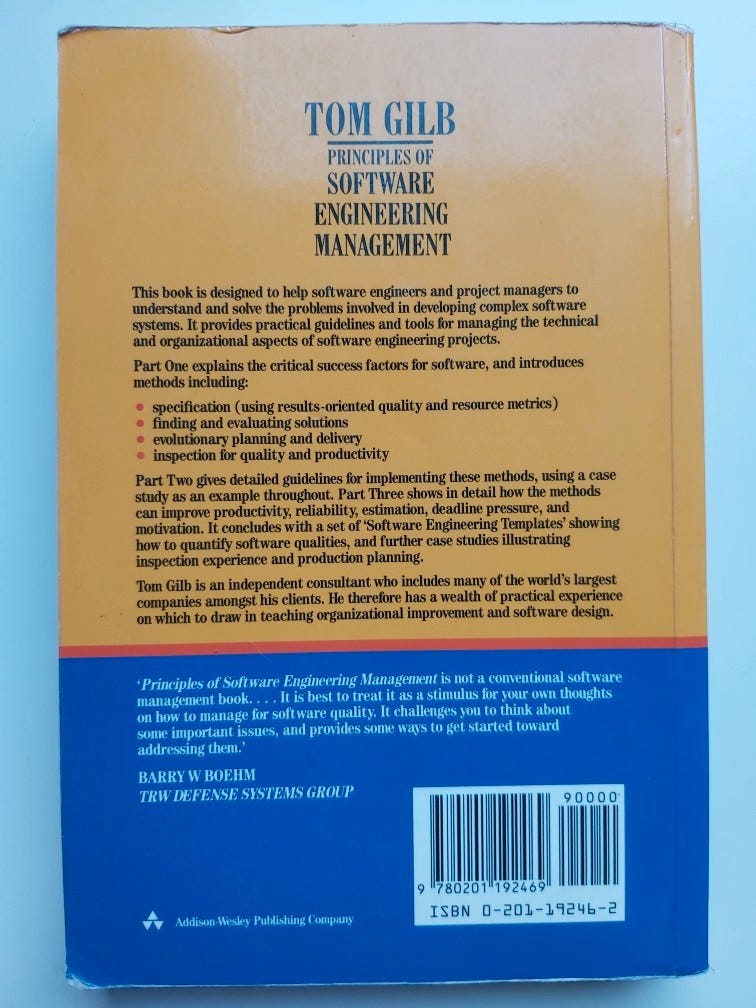 TOM GILB
PRINCIPLES OF
SOFTWARE
ENGINEERING
MANAGEMENT
This book is designed to help software engineers and project managers to
understand and solve the problems involved in developing complex software
systems. It provides practical guidelines and tools for managing the technical
and organizational aspects of software engineering projects.
Part One explains the critical success factors for software, and introduces
methods including:
• specification (using results-oriented quality and resource metrics)
• finding and evaluating solutions
• evolutionary planning and delivery
• inspection for quality and productivity
Part Two gives detailed guidelines for implementing these methods, using a case
study as an example throughout. Part Three shows in detail how the methods
can improve productivity, reliability, estimation, deadline pressure, and
motivation. It concludes with a set of ‘Software Engineering Templates’ showing
how to quantify software qualities, and further case studies illustrating
inspection experience and production planning.
Tom Gilb is an independent consultant who includes many of the world’s largest
companies amongst his clients. He therefore has a wealth of practical experience
on which to draw in teaching organizational improvement and software design.
‘Principles of Software Engineering Management is not a conventional software
management book. . . . It is best to treat it as a stimulus for your own thoughts
on how to manage for software quality. It challenges you to think about
some important issues, and provides some ways to get started toward
addressing them.’
BARRY W BOEHM
TRW DEFENSE SYSTEMS GROUP
90000
9 780201 192469
ISBN 0-201-19246-2
Addison-Wesley Publishing Company